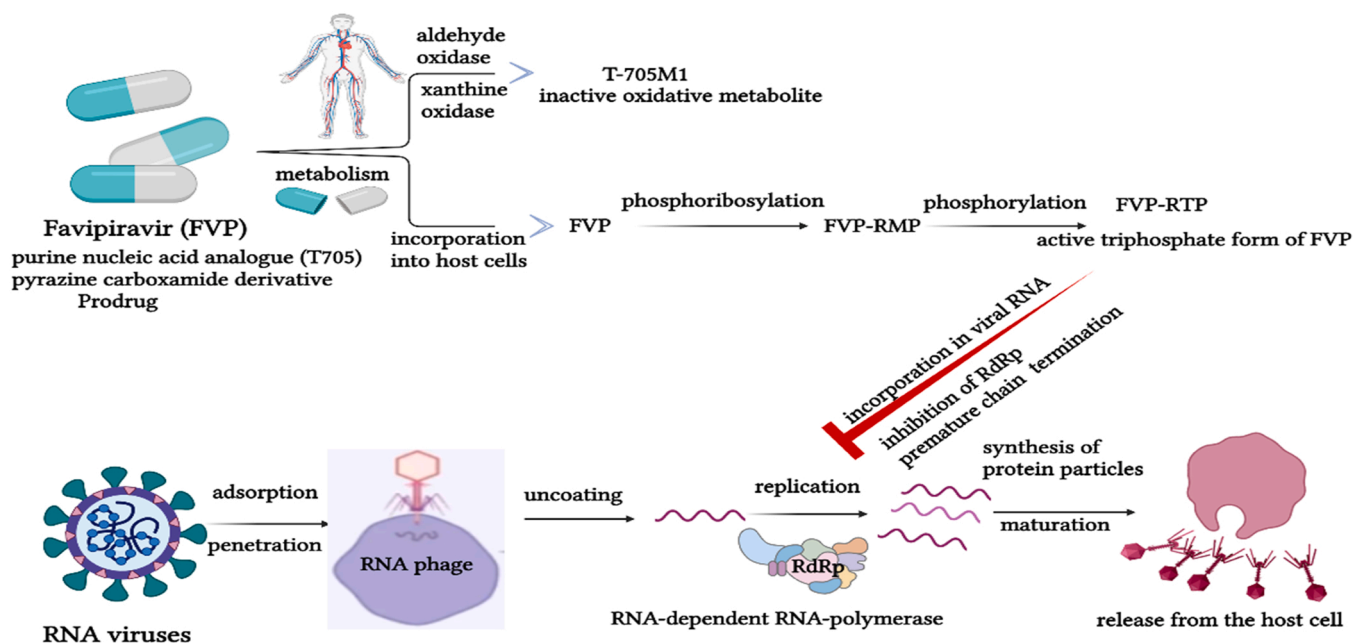 aldehyde
oxidase
xanthine
oxidase
T-705M1
inactive oxidative metabolite
metabolism
Favipiravir (FVP)
purine nucleic acid analogue (T705)
pyrazine carboxamide derivative
Prodrug
incorporation
into host cells
FVP
phosphoribosylation
FVP-RMP
phosphorylation
FVP-RTP
active triphosphate form of FVP
incorporation in viral RNA
inhibition of RdRp
premature chain termination
RNA viruses
adsorption
penetration
RNA phage
uncoating
replication
RdRp
RNA-dependent RNA-polymerase
synthesis of
protein particles
maturation
release from the host cell